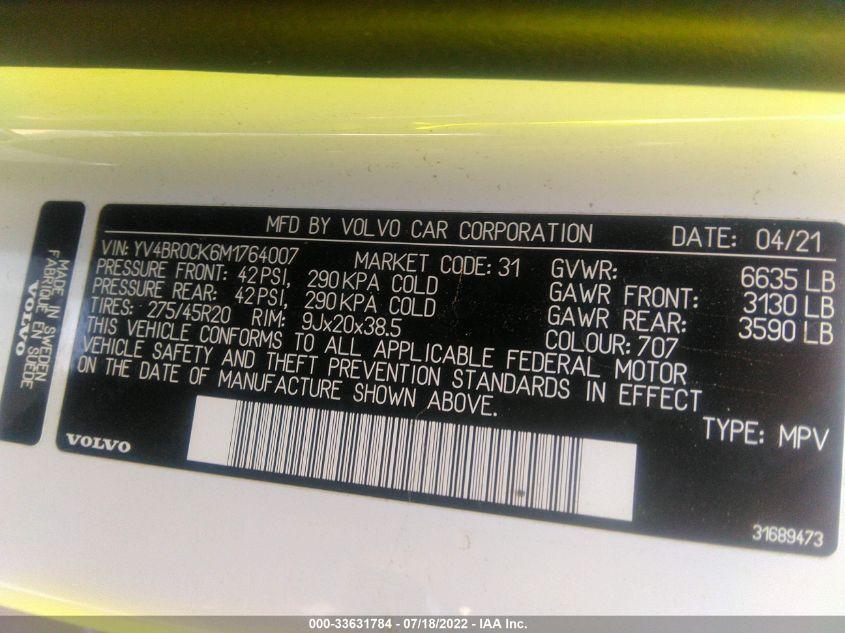 MFD BY VOLVO CAR CORPORATION DATE: 04/21
VIN: YV4BR0CK6M1764007 MARKET CODE: 31 GVWR: 6635 LB
PRESSURE FRONT: 42PSI, 290KPA COLD GAWR FRONT: 3130 LB
PRESSURE REAR: 42PSI, 290KPA COLD GAWR REAR: 3590 LB
TIRES: 275/45R20 RIM: 9Jx20x38.5 COLOUR: 707
THIS VEHICLE CONFORMS TO ALL APPLICABLE FEDERAL MOTOR
VEHICLE SAFETY AND THEFT PREVENTION STANDARDS IN EFFECT
ON THE DATE OF MANUFACTURE SHOWN ABOVE.
TYPE: MPV
VOLVO
31689473
MADE IN SWEDEN
FABRIQUE EN SUEDE
VOLVO
000-33631784 / 07/18/2022 - IAA Inc.